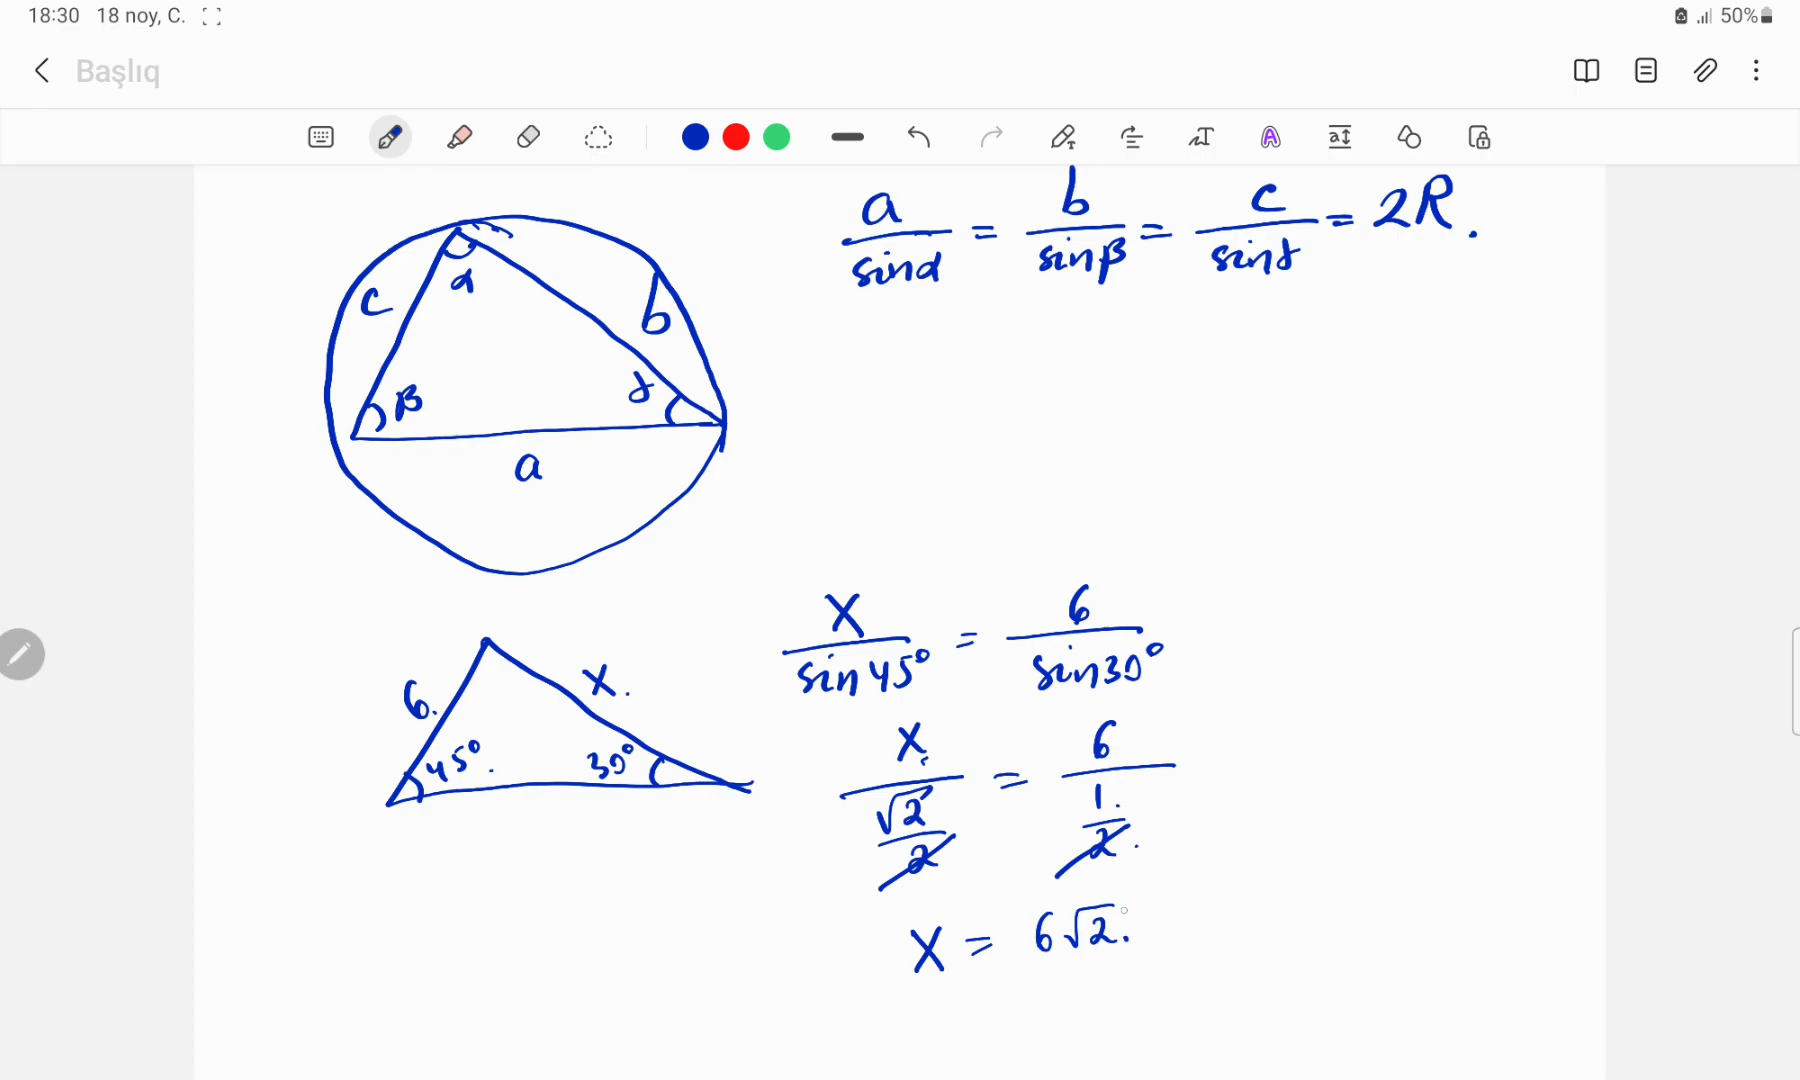 18:30 18 noy, C. 50%
Başlıq
a/sinα = b/sinβ = c/sinγ = 2R.
c α b
β γ
a
x/sin45° = 6/sin30°
6. x.
45°. 30°
x/(√2/2) = 6/(1/2)
x = 6√2.